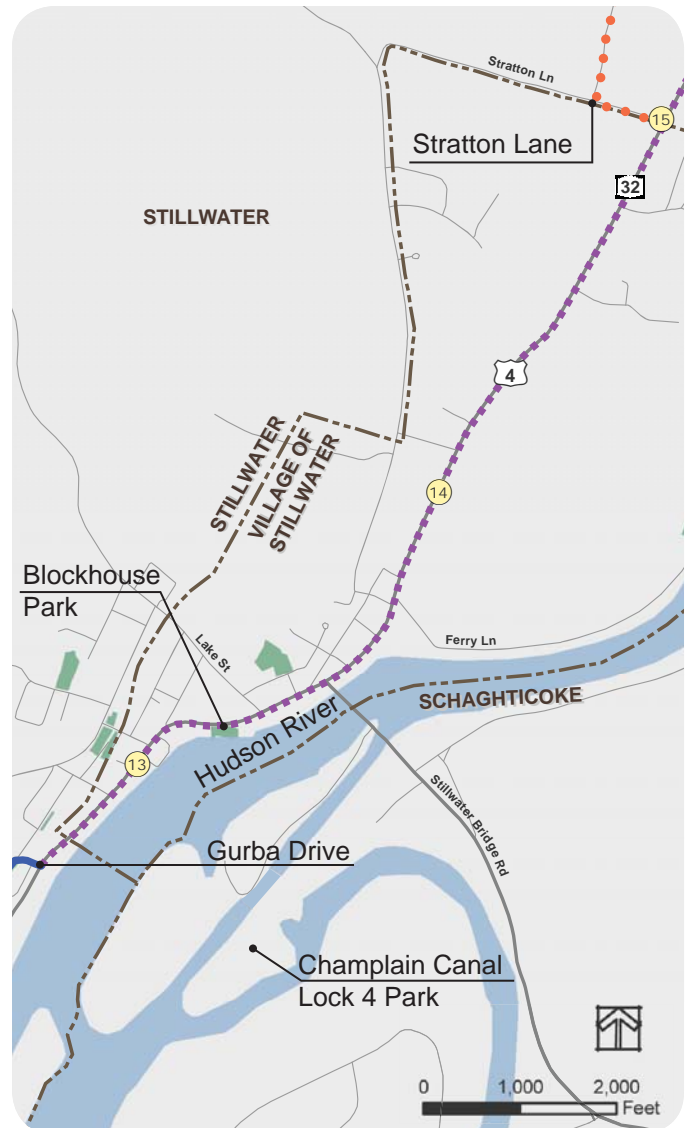 Stratton Ln
15
Stratton Lane
32
STILLWATER
4
STILLWATER
VILLAGE OF
STILLWATER
14
Blockhouse
Park
Lake St
Ferry Ln
SCHAGHTICOKE
Hudson River
13
Stillwater Bridge Rd
Gurba Drive
Champlain Canal
Lock 4 Park
0 1,000 2,000
Feet